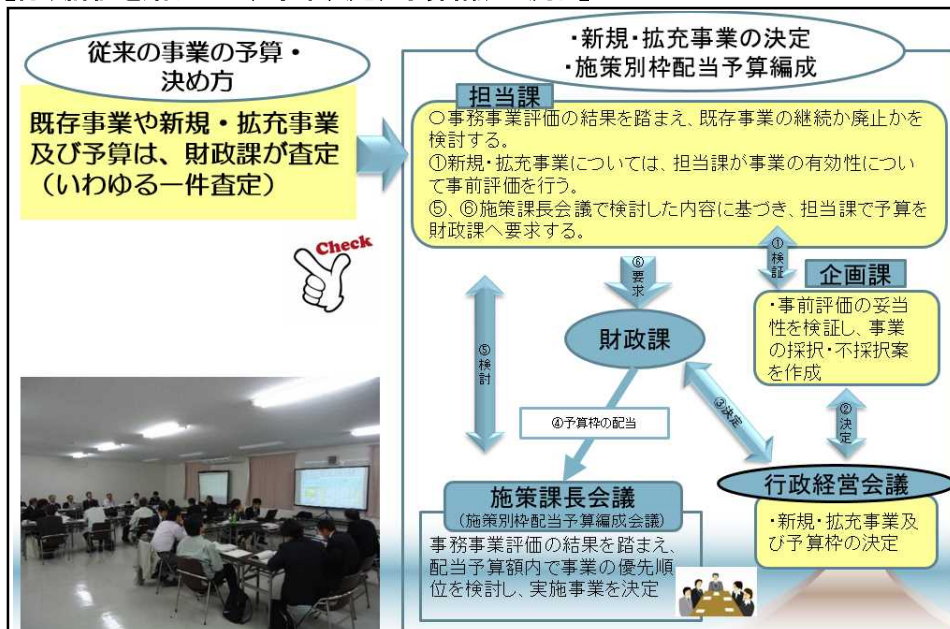 従来の事業の予算・
決め方
既存事業や新規・拡充事業
及び予算は、財政課が査定
（いわゆる一件査定）
Check
・新規・拡充事業の決定
・施策別枠配当予算編成
担当課
○事務事業評価の結果を踏まえ、既存事業の継続か廃止かを
検討する。
①新規・拡充事業については、担当課が事業の有効性につい
て事前評価を行う。
⑤、⑥施策課長会議で検討した内容に基づき、担当課で予算を
財政課へ要求する。
①検証
⑥要求
企画課
・事前評価の妥当
性を検証し、事業
の採択・不採択案
を作成
財政課
⑤検討
④予算枠の配当
③決定
②決定
施策課長会議
（施策別枠配当予算編成会議）
事務事業評価の結果を踏まえ、
配当予算額内で事業の優先順
位を検討し、実施事業を決定
行政経営会議
・新規・拡充事業及
び予算枠の決定